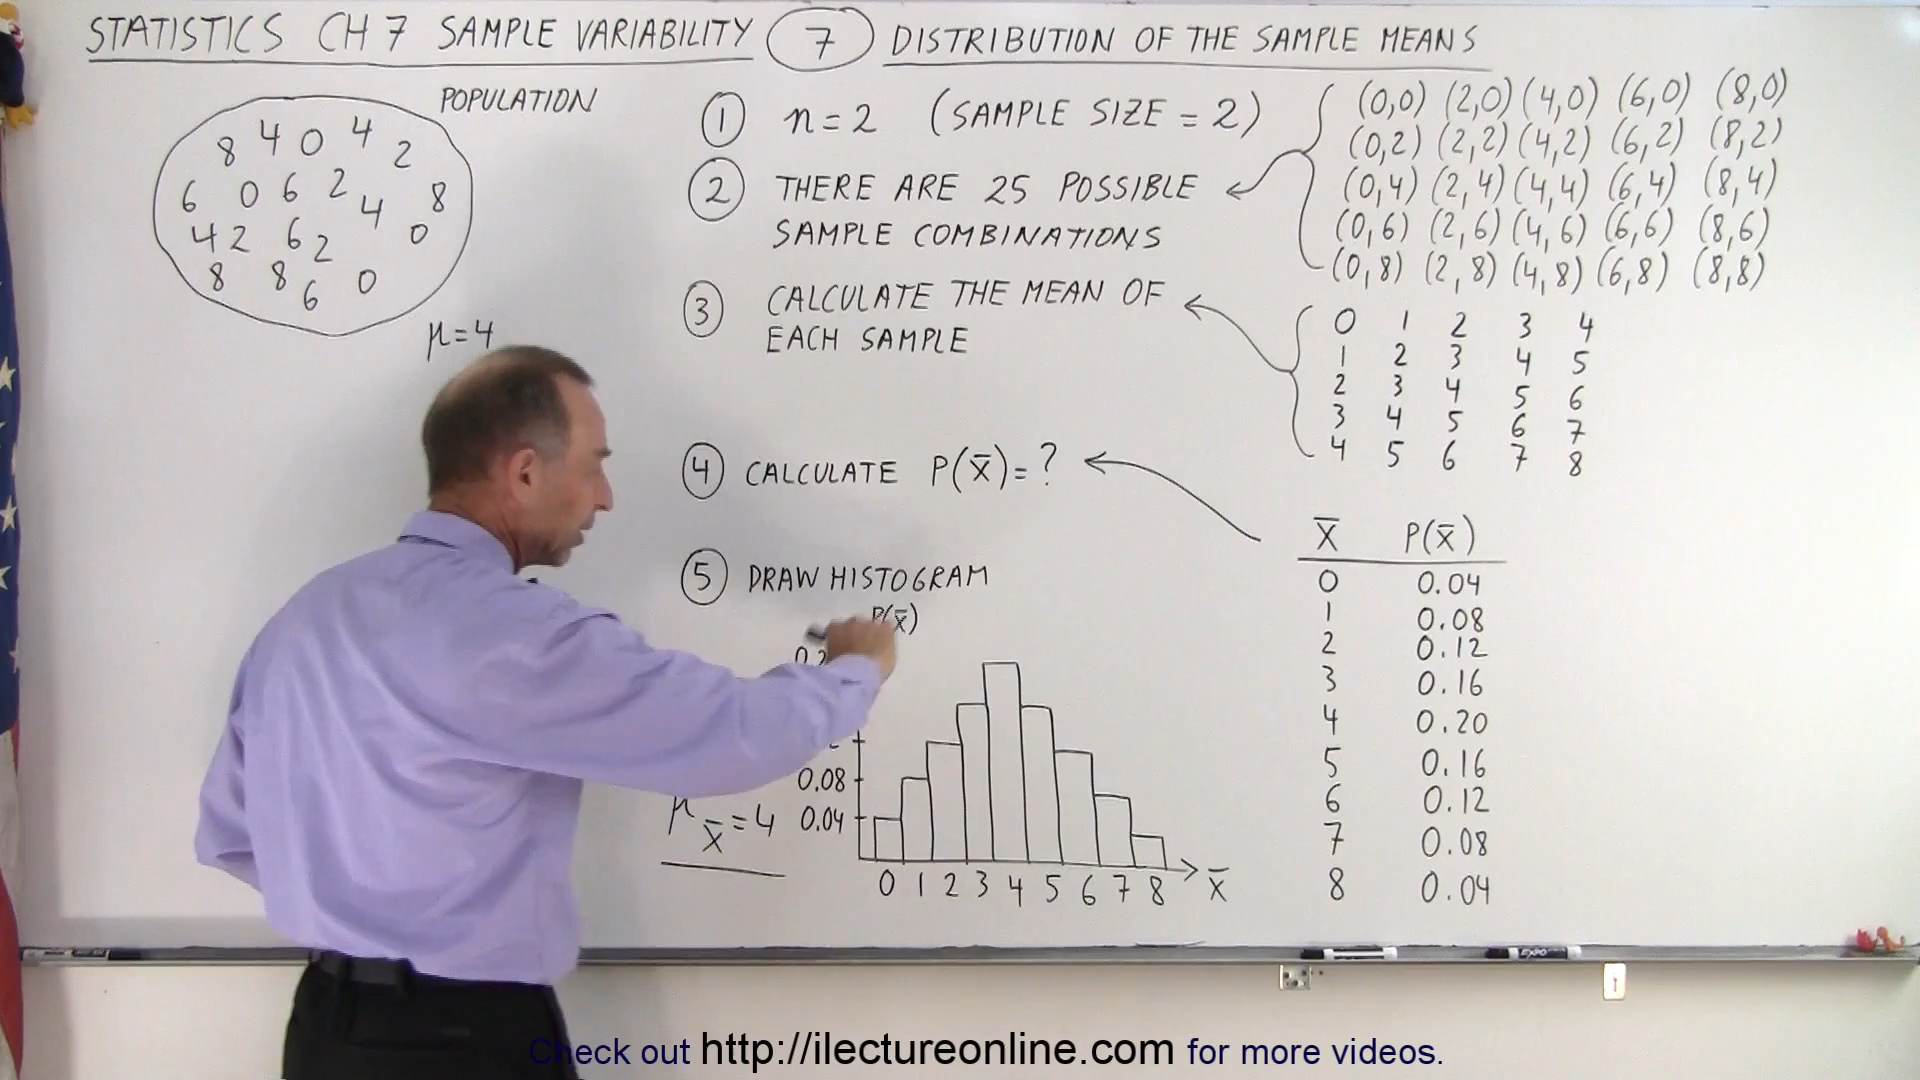 STATISTICS CH 7 SAMPLE VARIABILITY 7 DISTRIBUTION OF THE SAMPLE MEANS
POPULATION
8 4 0 4 2
6 0 6 2 4 8
4 2 6 2 0
8 8 6 0
μ=4
1 n=2 (SAMPLE SIZE = 2)
2 THERE ARE 25 POSSIBLE
SAMPLE COMBINATIONS
3 CALCULATE THE MEAN OF
EACH SAMPLE
4 CALCULATE P(x̄)=?
5 DRAW HISTOGRAM
P(x̄)
0.08
0.04
μx̄=4
0 1 2 3 4 5 6 7 8 x̄
(0,0) (2,0) (4,0) (6,0) (8,0)
(0,2) (2,2) (4,2) (6,2) (8,2)
(0,4) (2,4) (4,4) (6,4) (8,4)
(0,6) (2,6) (4,6) (6,6) (8,6)
(0,8) (2,8) (4,8) (6,8) (8,8)
0 1 2 3 4
1 2 3 4 5
2 3 4 5 6
3 4 5 6 7
4 5 6 7 8
x̄ P(x̄)
0 0.04
1 0.08
2 0.12
3 0.16
4 0.20
5 0.16
6 0.12
7 0.08
8 0.04
EXPO
Check out http://ilectureonline.com for more videos.